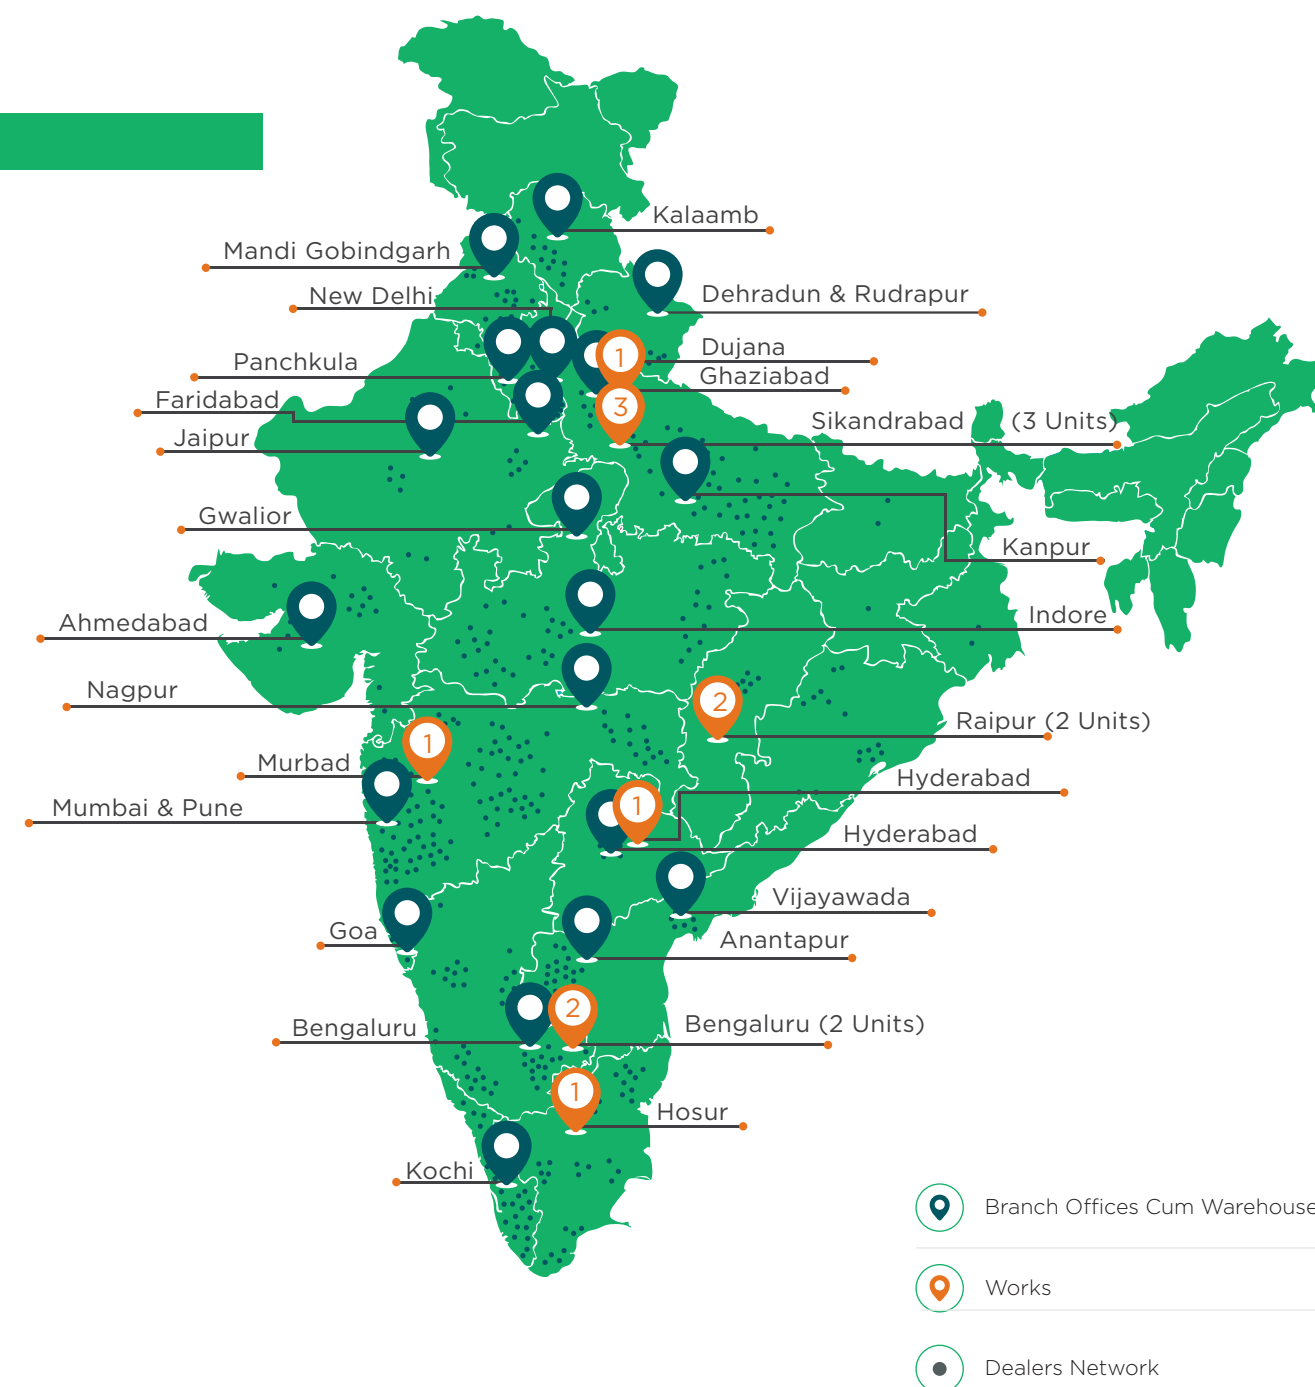 Kalaamb
Mandi Gobindgarh
New Delhi
Dehradun & Rudrapur
1
Dujana
Panchkula
Ghaziabad
Faridabad
3
Sikandrabad (3 Units)
Jaipur
Gwalior
Kanpur
Ahmedabad
Indore
Nagpur
2
Raipur (2 Units)
1
Murbad
Hyderabad
Mumbai & Pune
1
Hyderabad
Vijayawada
Goa
Anantapur
Bengaluru
2
Bengaluru (2 Units)
1
Hosur
Kochi
Branch Offices Cum Warehouse
Works
Dealers Network